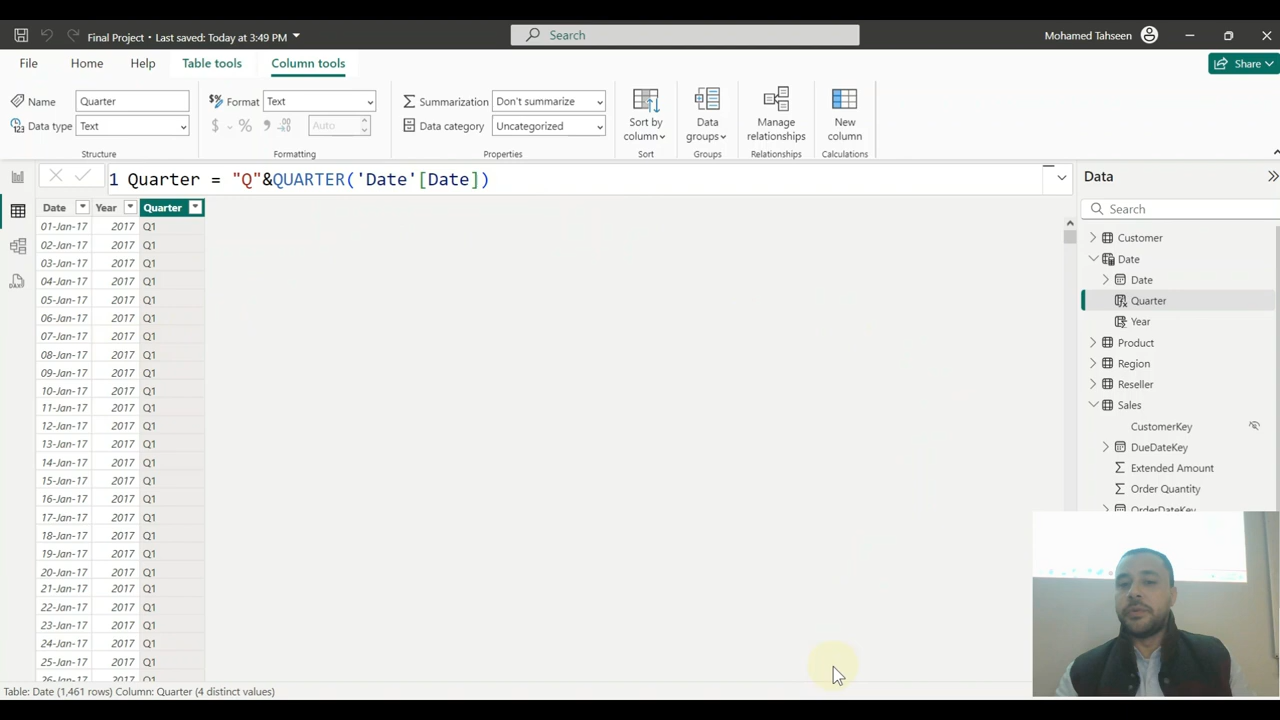 Final Project • Last saved: Today at 3:49 PM
Search
Mohamed Tahseen
File
Home
Help
Table tools
Column tools
Share
Name
Quarter
Format
Text
Summarization
Don't summarize
Data type
Text
$ % 9 Auto
Data category
Uncategorized
Sort by column
Data groups
Manage relationships
New column
Structure
Formatting
Properties
Sort
Groups
Relationships
Calculations
1 Quarter = "Q"&QUARTER('Date'[Date])
Date Year Quarter
01-Jan-17 2017 Q1
02-Jan-17 2017 Q1
03-Jan-17 2017 Q1
04-Jan-17 2017 Q1
05-Jan-17 2017 Q1
06-Jan-17 2017 Q1
07-Jan-17 2017 Q1
08-Jan-17 2017 Q1
09-Jan-17 2017 Q1
10-Jan-17 2017 Q1
11-Jan-17 2017 Q1
12-Jan-17 2017 Q1
13-Jan-17 2017 Q1
14-Jan-17 2017 Q1
15-Jan-17 2017 Q1
16-Jan-17 2017 Q1
17-Jan-17 2017 Q1
18-Jan-17 2017 Q1
19-Jan-17 2017 Q1
20-Jan-17 2017 Q1
21-Jan-17 2017 Q1
22-Jan-17 2017 Q1
23-Jan-17 2017 Q1
24-Jan-17 2017 Q1
25-Jan-17 2017 Q1
26-Jan-17 2017 Q1
Data
Search
Customer
Date
Date
Quarter
Year
Product
Region
Reseller
Sales
CustomerKey
DueDateKey
Extended Amount
Order Quantity
OrderDateKey
Table: Date (1,461 rows) Column: Quarter (4 distinct values)